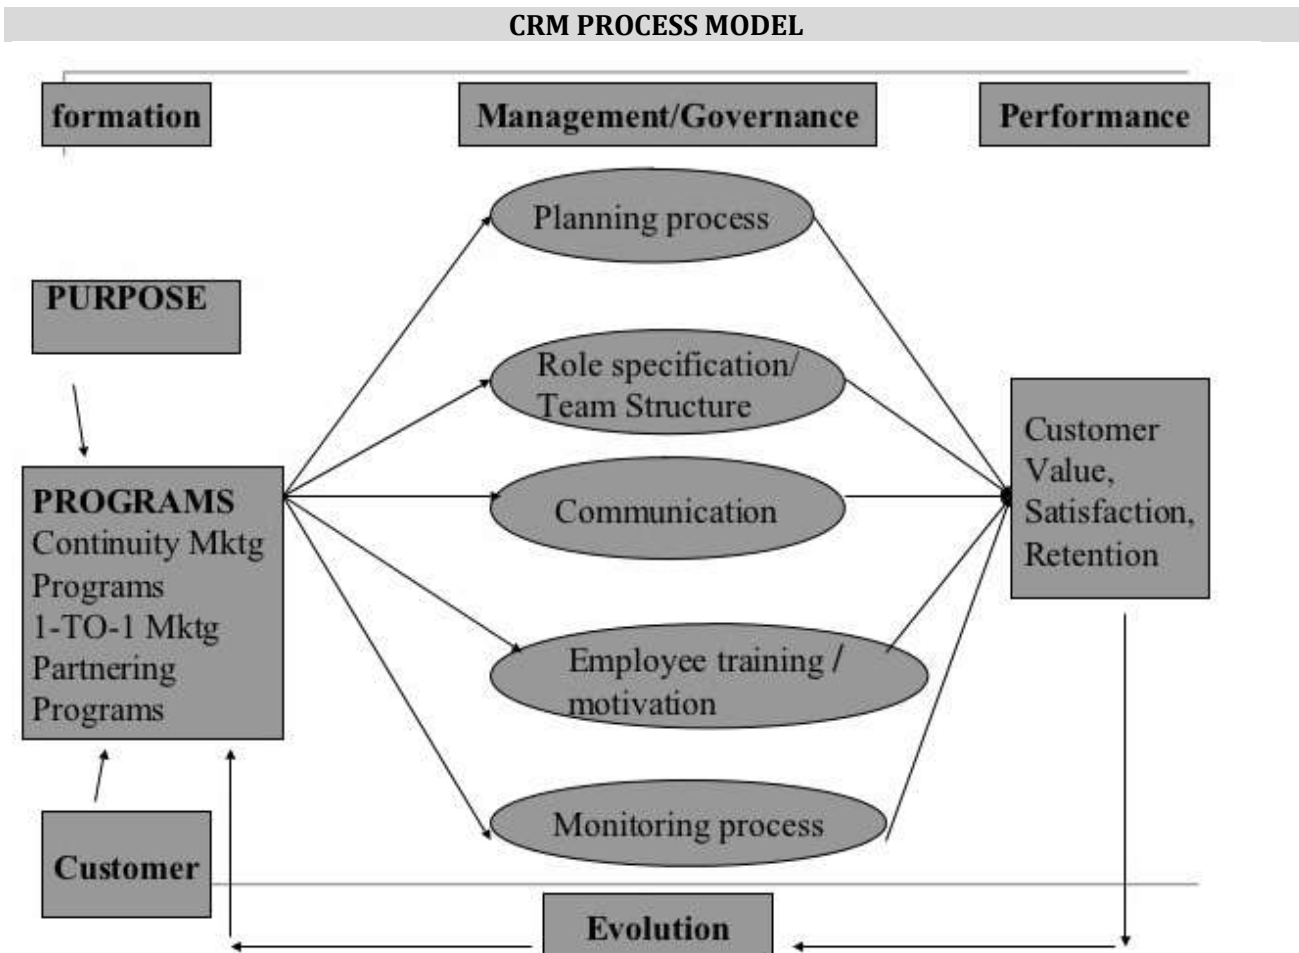 CRM PROCESS MODEL
formation
Management/Governance
Performance
Planning process
PURPOSE
Role specification/
Team Structure
Customer
Value,
Satisfaction,
Retention
PROGRAMS
Continuity Mktg
Programs
1-TO-1 Mktg
Partnering
Programs
Communication
Employee training /
motivation
Monitoring process
Customer
Evolution